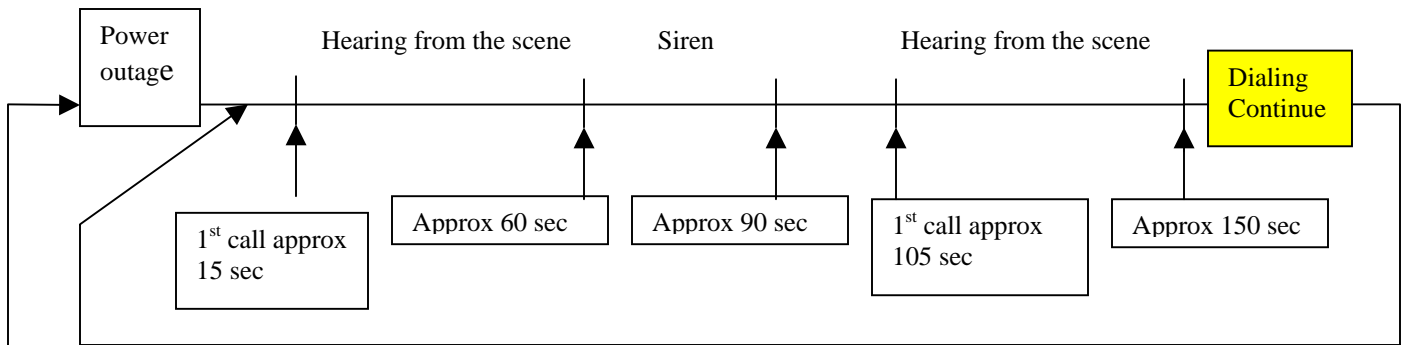 Power
outage
Hearing from the scene
Siren
Hearing from the scene
Dialing
Continue
1st call approx
15 sec
Approx 60 sec
Approx 90 sec
1st call approx
105 sec
Approx 150 sec